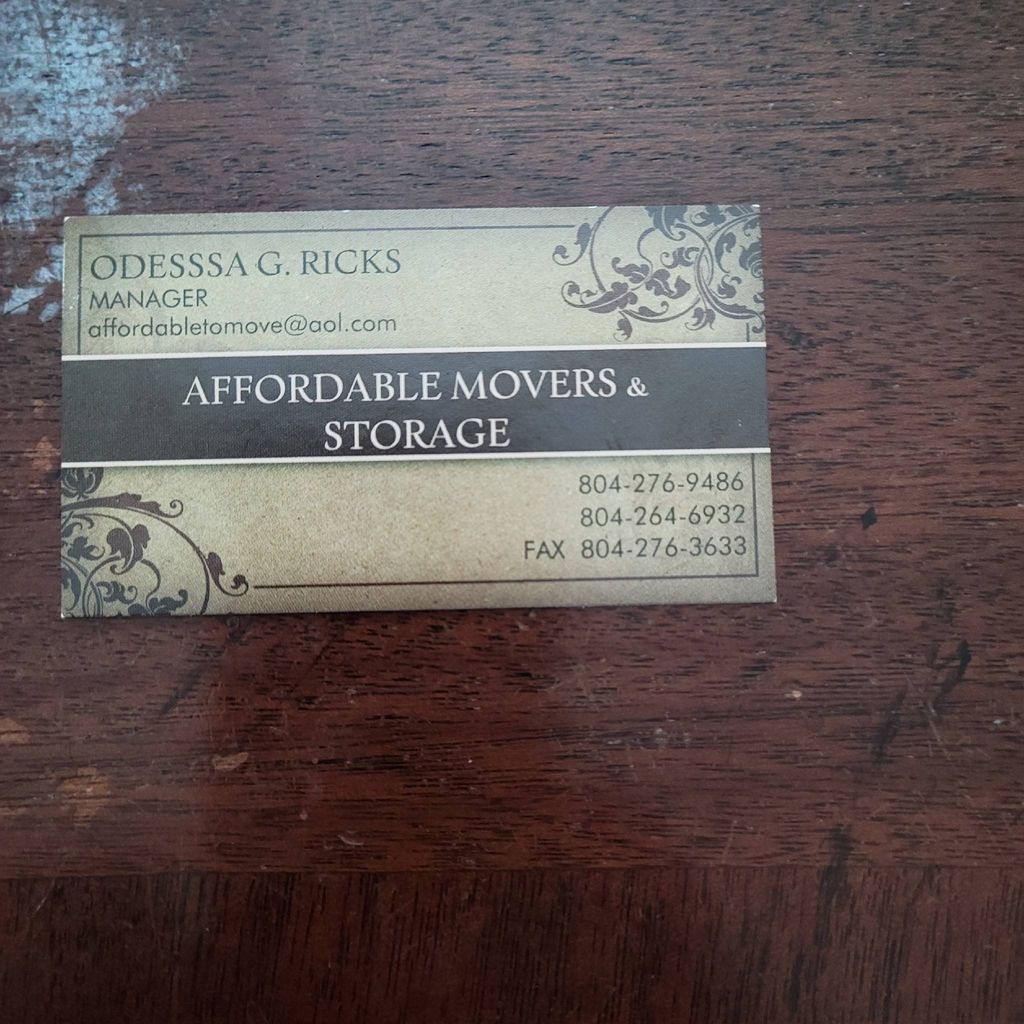 ODESSSA G. RICKS
MANAGER
affordabletomove@aol.com
AFFORDABLE MOVERS &
STORAGE
804-276-9486
804-264-6932
FAX 804-276-3633